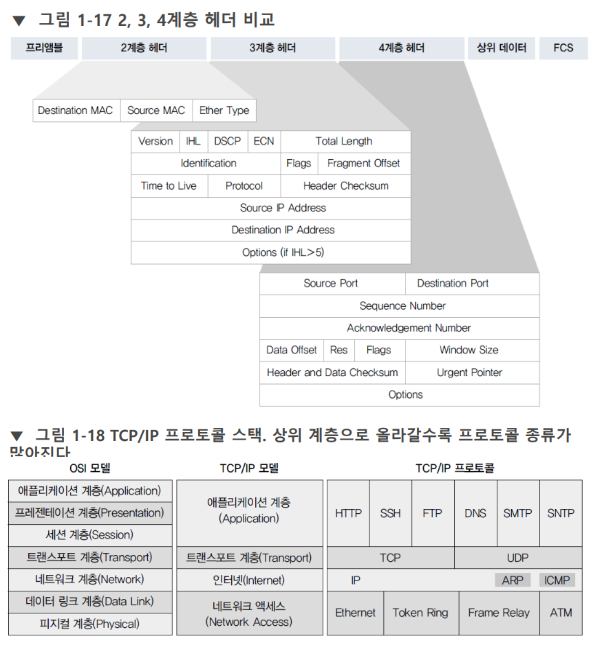 ▼ 그림 1-17 2, 3, 4계층 헤더 비교
프리앰블 2계층 헤더 3계층 헤더 4계층 헤더 상위 데이터 FCS
Destination MAC Source MAC Ether Type
Version IHL DSCP ECN Total Length
Identification Flags Fragment Offset
Time to Live Protocol Header Checksum
Source IP Address
Destination IP Address
Options (if IHL>5)
Source Port Destination Port
Sequence Number
Acknowledgement Number
Data Offset Res Flags Window Size
Header and Data Checksum Urgent Pointer
Options
▼ 그림 1-18 TCP/IP 프로토콜 스택. 상위 계층으로 올라갈수록 프로토콜 종류가
많아진다
OSI 모델 TCP/IP 모델 TCP/IP 프로토콜
애플리케이션 계층(Application)
프레젠테이션 계층(Presentation)
세션 계층(Session)
애플리케이션 계층
(Application)
HTTP SSH FTP DNS SMTP SNTP
트랜스포트 계층(Transport) 트랜스포트 계층(Transport) TCP UDP
네트워크 계층(Network) 인터넷(Internet) IP ARP ICMP
데이터 링크 계층(Data Link)
피지컬 계층(Physical)
네트워크 액세스
(Network Access)
Ethernet Token Ring Frame Relay ATM